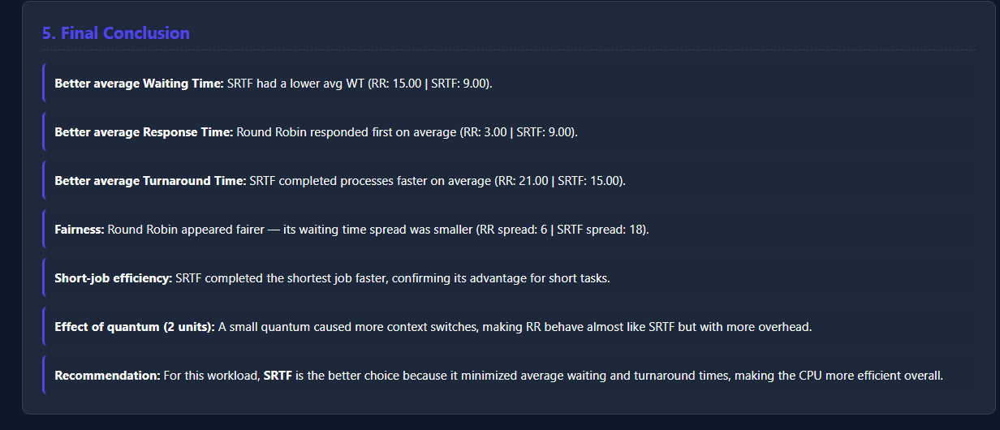 5. Final Conclusion
Better average Waiting Time: SRTF had a lower avg WT (RR: 15.00 | SRTF: 9.00).
Better average Response Time: Round Robin responded first on average (RR: 3.00 | SRTF: 9.00).
Better average Turnaround Time: SRTF completed processes faster on average (RR: 21.00 | SRTF: 15.00).
Fairness: Round Robin appeared fairer — its waiting time spread was smaller (RR spread: 6 | SRTF spread: 18).
Short-job efficiency: SRTF completed the shortest job faster, confirming its advantage for short tasks.
Effect of quantum (2 units): A small quantum caused more context switches, making RR behave almost like SRTF but with more overhead.
Recommendation: For this workload, SRTF is the better choice because it minimized average waiting and turnaround times, making the CPU more efficient overall.